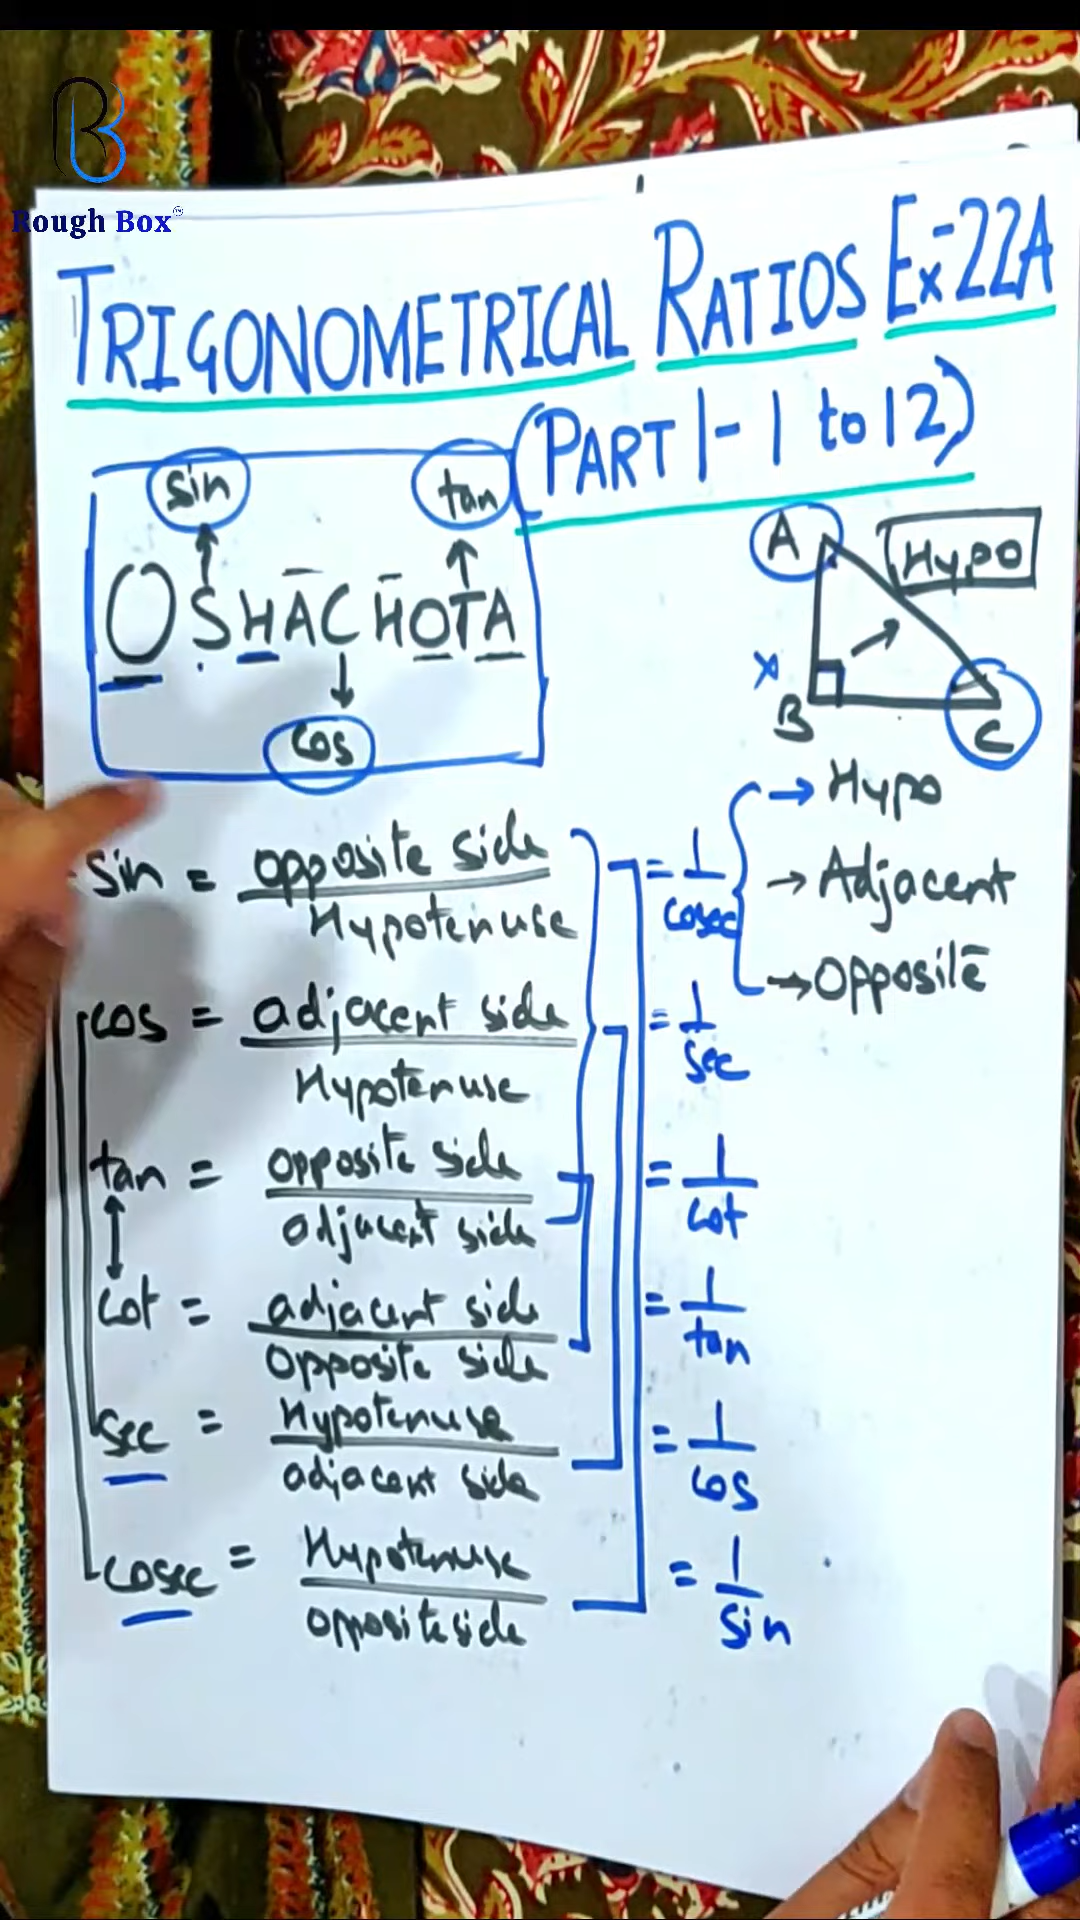 Rough Box™
TRIGONOMETRICAL RATIOS Ex-22A
(PART 1 - 1 to 12)
sin
tan
O S H A C H O T A
cos
A
Hypo
x
B
C
→ Hypo
→ Adjacent
→ Opposite
sin = opposite side / Hypotenuse = 1/cosec
cos = adjacent side / Hypotenuse = 1/sec
tan = opposite side / adjacent side = 1/cot
cot = adjacent side / opposite side = 1/tan
sec = Hypotenuse / adjacent side = 1/cos
cosec = Hypotenuse / opposite side = 1/sin